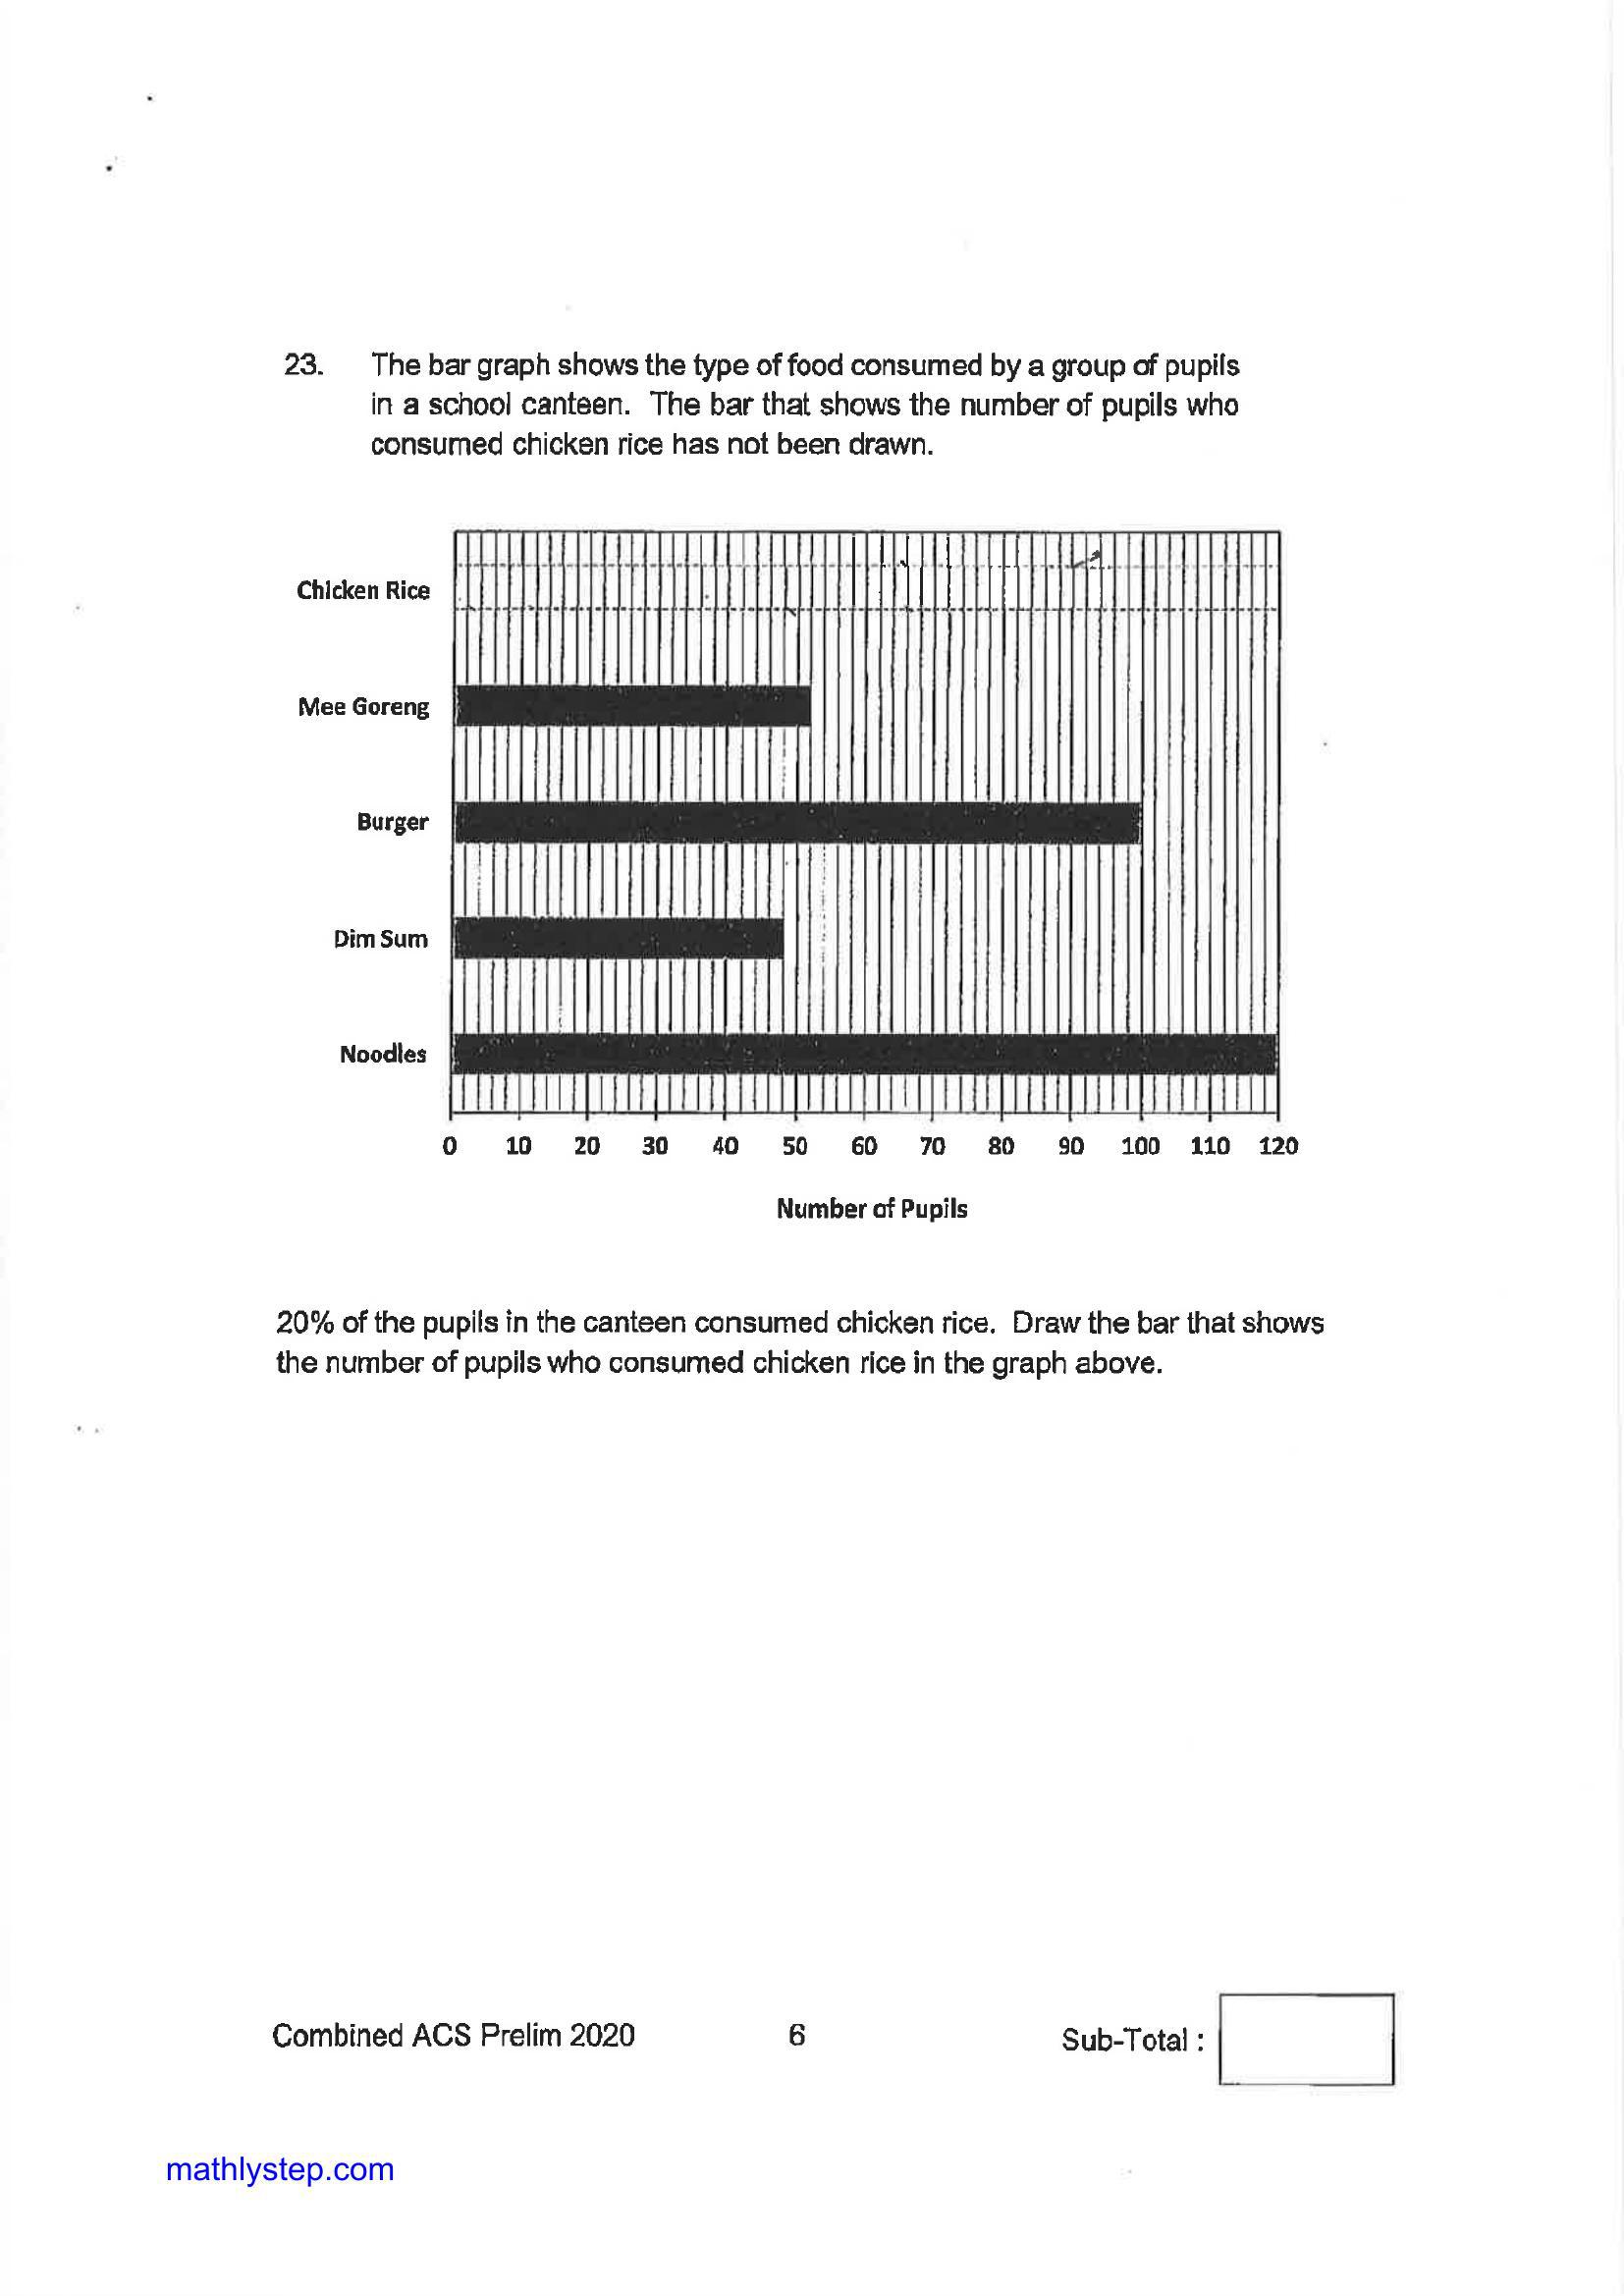 23. The bar graph shows the type of food consumed by a group of pupils
in a school canteen. The bar that shows the number of pupils who
consumed chicken rice has not been drawn.
Chicken Rice
Mee Goreng
Burger
Dim Sum
Noodles
0 10 20 30 40 50 60 70 80 90 100 110 120
Number of Pupils
20% of the pupils in the canteen consumed chicken rice. Draw the bar that shows
the number of pupils who consumed chicken rice in the graph above.
Combined ACS Prelim 2020 6 Sub-Total :
mathlystep.com